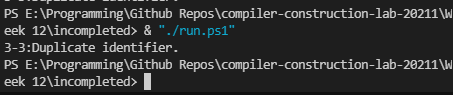 PS E:\Programming\Github Repos\compiler-construction-lab-20211\W
eek 12\incompleted> & "./run.ps1"
3-3:Duplicate identifier.
PS E:\Programming\Github Repos\compiler-construction-lab-20211\W
eek 12\incompleted>